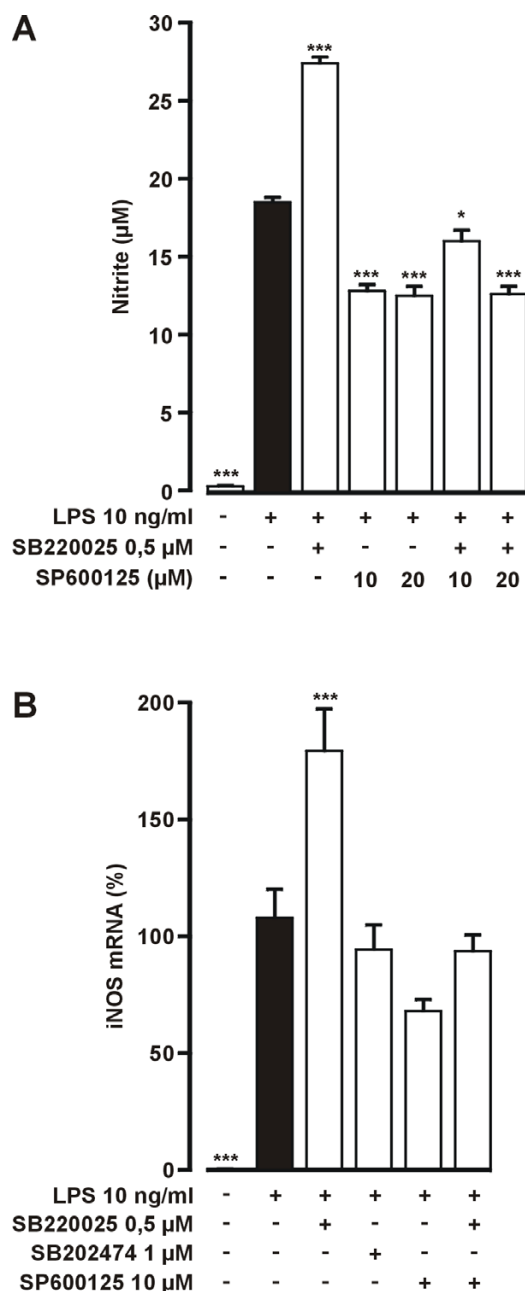 A
30
25
20
15
10
5
0
Nitrite (µM)
***
***
***
***
*
***
LPS 10 ng/ml - + + + + + +
SB220025 0,5 µM - - + - - + +
SP600125 (µM) - - - 10 20 10 20
B
200
150
100
50
0
iNOS mRNA (%)
***
***
LPS 10 ng/ml - + + + + +
SB220025 0,5 µM - - + - - +
SB202474 1 µM - - - + - -
SP600125 10 µM - - - - + +